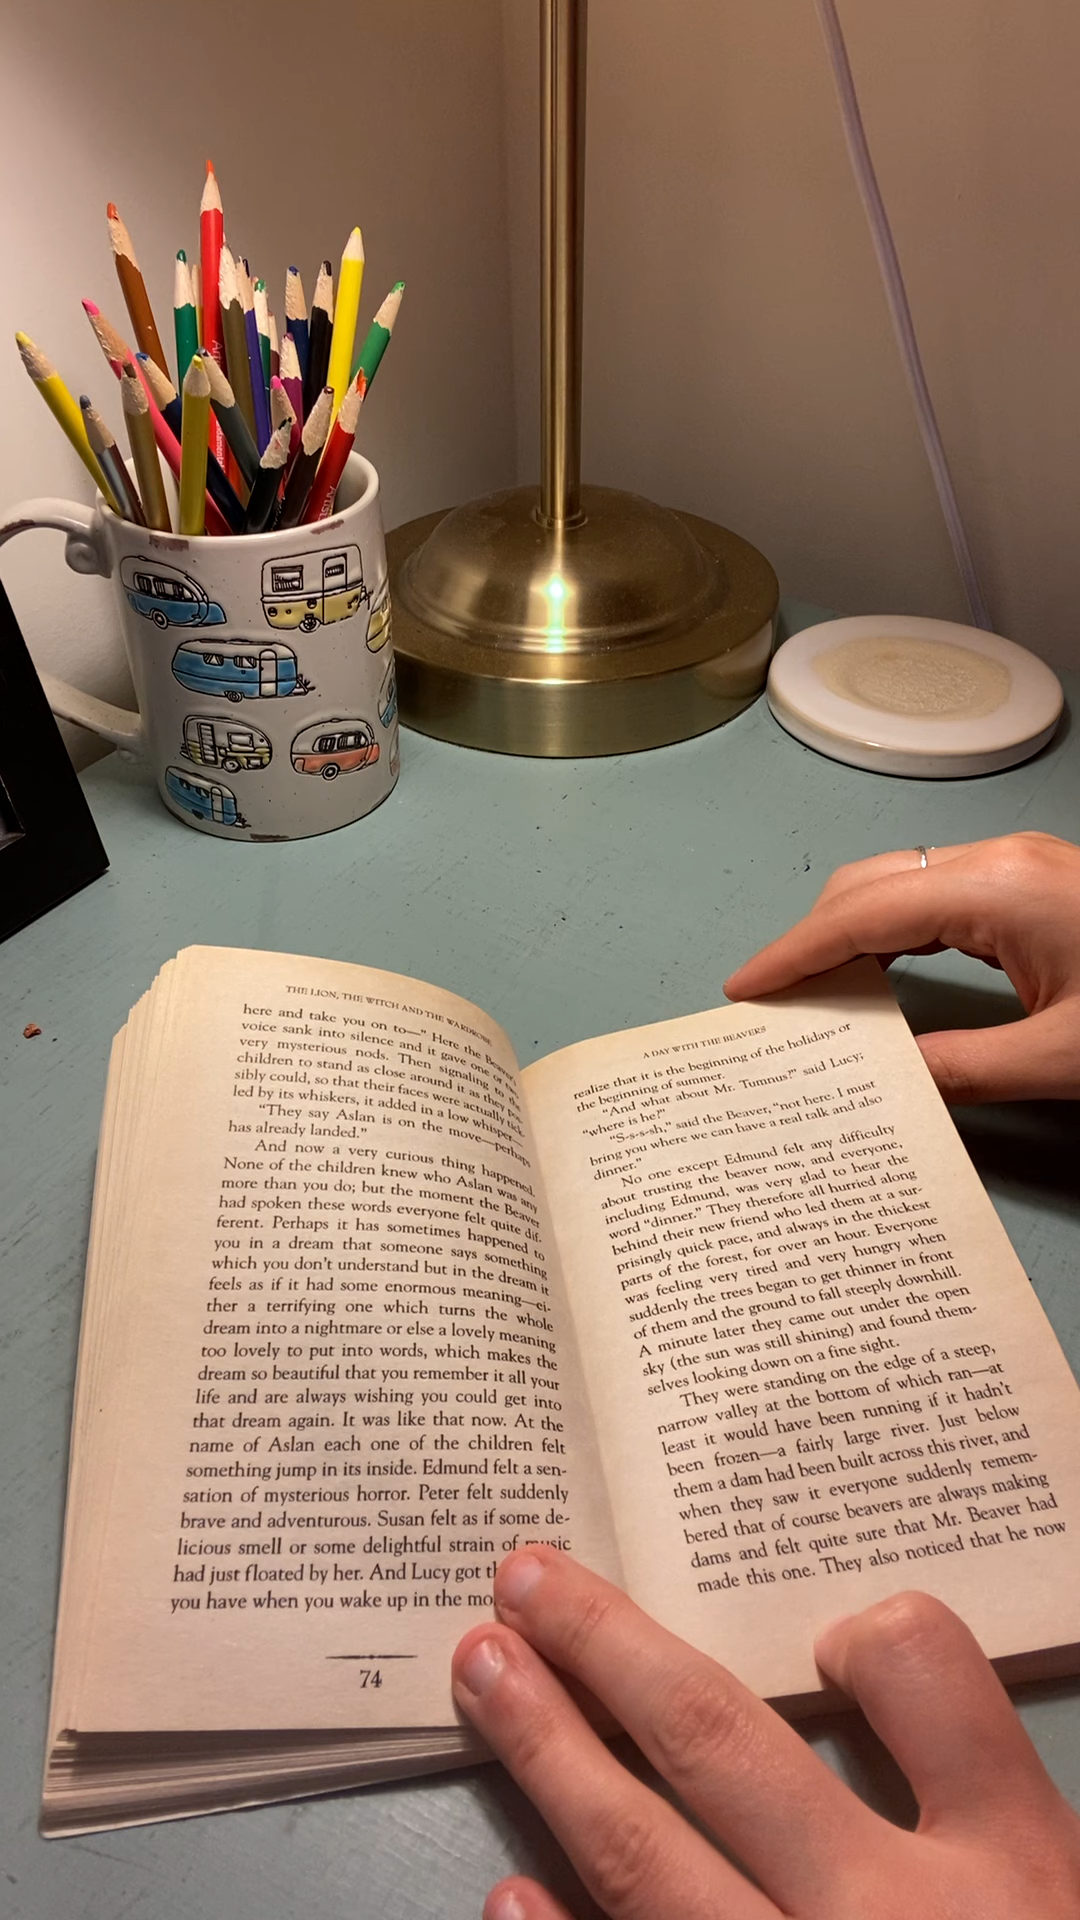 THE LION, THE WITCH AND THE WARDROBE
here and take you on to—" Here the Beaver's
voice sank into silence and it gave one or
very mysterious nods. Then signaling to the
children to stand as close around it as they pos-
sibly could, so that their faces were actually tick-
led by its whiskers, it added in a low whisper—
"They say Aslan is on the move—perhaps
has already landed."
And now a very curious thing happened.
None of the children knew who Aslan was any
more than you do; but the moment the Beaver
had spoken these words everyone felt quite dif-
ferent. Perhaps it has sometimes happened to
you in a dream that someone says something
which you don't understand but in the dream it
feels as if it had some enormous meaning—ei-
ther a terrifying one which turns the whole
dream into a nightmare or else a lovely meaning
too lovely to put into words, which makes the
dream so beautiful that you remember it all your
life and are always wishing you could get into
that dream again. It was like that now. At the
name of Aslan each one of the children felt
something jump in its inside. Edmund felt a sen-
sation of mysterious horror. Peter felt suddenly
brave and adventurous. Susan felt as if some de-
licious smell or some delightful strain of music
had just floated by her. And Lucy got
you have when you wake up in the
74
A DAY WITH THE BEAVERS
realize that it is the beginning of the holidays or
the beginning of summer.
"And what about Mr. Tumnus?" said Lucy;
"where is he?"
"S-s-s-sh," said the Beaver, "not here. I must
bring you where we can have a real talk and also
dinner."
No one except Edmund felt any difficulty
about trusting the beaver now, and everyone,
including Edmund, was very glad to hear the
word "dinner." They therefore all hurried along
behind their new friend who led them at a sur-
prisingly quick pace, and always in the thickest
parts of the forest, for over an hour. Everyone
was feeling very tired and very hungry when
suddenly the trees began to get thinner in front
of them and the ground to fall steeply downhill.
A minute later they came out under the open
sky (the sun was still shining) and found them-
selves looking down on a fine sight.
They were standing on the edge of a steep,
narrow valley at the bottom of which ran—at
least it would have been running if it hadn't
been frozen—a fairly large river. Just below
them a dam had been built across this river, and
when they saw it everyone suddenly remem-
bered that of course beavers are always making
dams and felt quite sure that Mr. Beaver had
made this one. They also noticed that he now